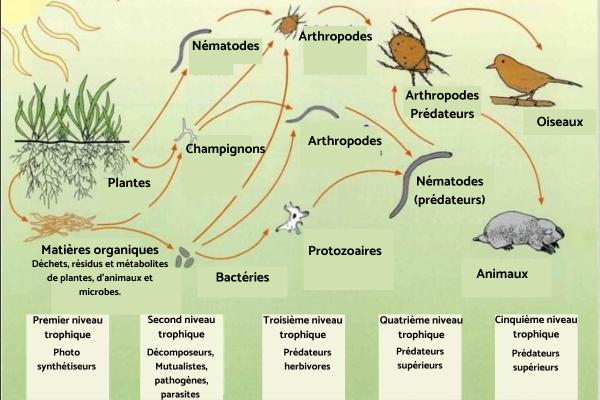 Nématodes
Arthropodes
Arthropodes
Prédateurs
Oiseaux
Champignons
Arthropodes
Plantes
Nématodes
(prédateurs)
Matières organiques
Déchets, résidus et métabolites
de plantes, d'animaux et
microbes.
Bactéries
Protozoaires
Animaux
Premier niveau
trophique
Photo
synthétiseurs
Second niveau
trophique
Décomposeurs,
Mutualistes,
pathogènes,
parasites
Troisième niveau
trophique
Prédateurs
herbivores
Quatrième niveau
trophique
Prédateurs
supérieurs
Cinquième niveau
trophique
Prédateurs
supérieurs